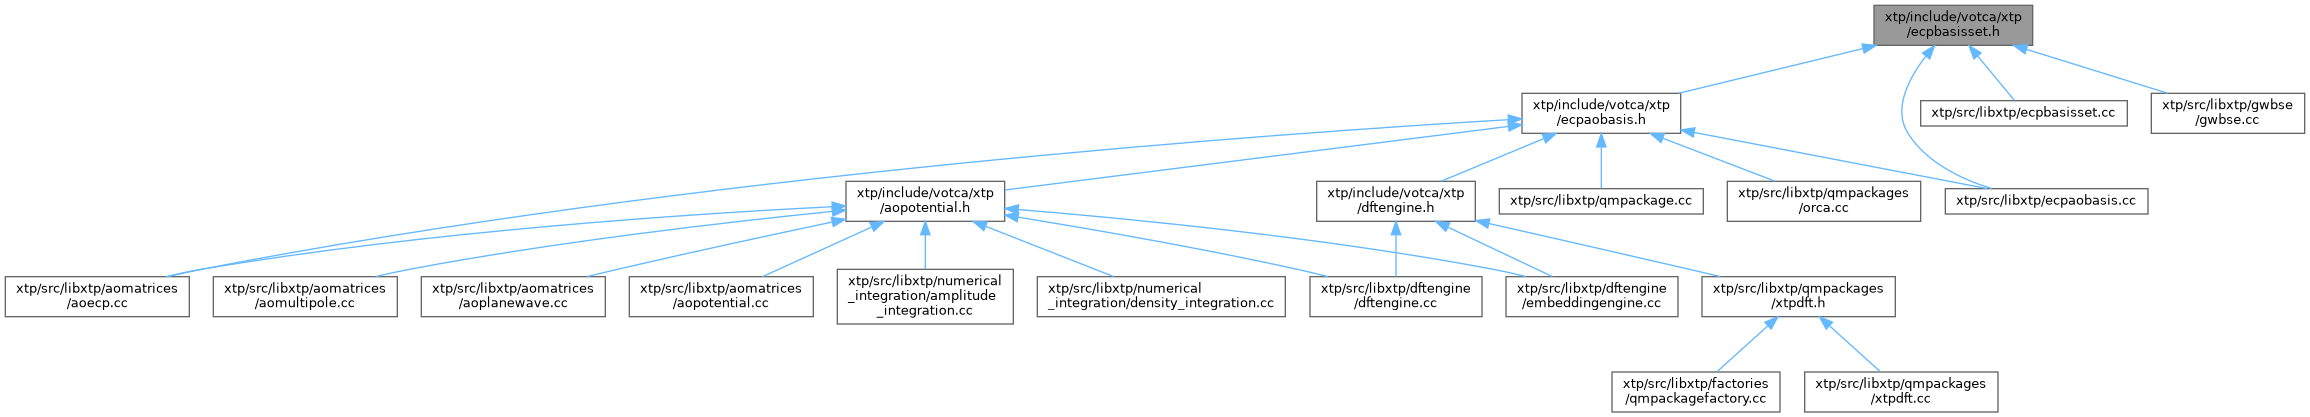 xtp/include/votca/xtp
/ecpbasisset.h
xtp/include/votca/xtp
/ecpaobasis.h
xtp/src/libxtp/ecpbasisset.cc
xtp/src/libxtp/gwbse
/gwbse.cc
xtp/include/votca/xtp
/aopotential.h
xtp/include/votca/xtp
/dftengine.h
xtp/src/libxtp/qmpackage.cc
xtp/src/libxtp/qmpackages
/orca.cc
xtp/src/libxtp/ecpaobasis.cc
xtp/src/libxtp/aomatrices
/aoecp.cc
xtp/src/libxtp/aomatrices
/aomultipole.cc
xtp/src/libxtp/aomatrices
/aoplanewave.cc
xtp/src/libxtp/aomatrices
/aopotential.cc
xtp/src/libxtp/numerical
_integration/amplitude
_integration.cc
xtp/src/libxtp/numerical
_integration/density_integration.cc
xtp/src/libxtp/dftengine
/dftengine.cc
xtp/src/libxtp/dftengine
/embeddingengine.cc
xtp/src/libxtp/qmpackages
/xtpdft.h
xtp/src/libxtp/factories
/qmpackagefactory.cc
xtp/src/libxtp/qmpackages
/xtpdft.cc